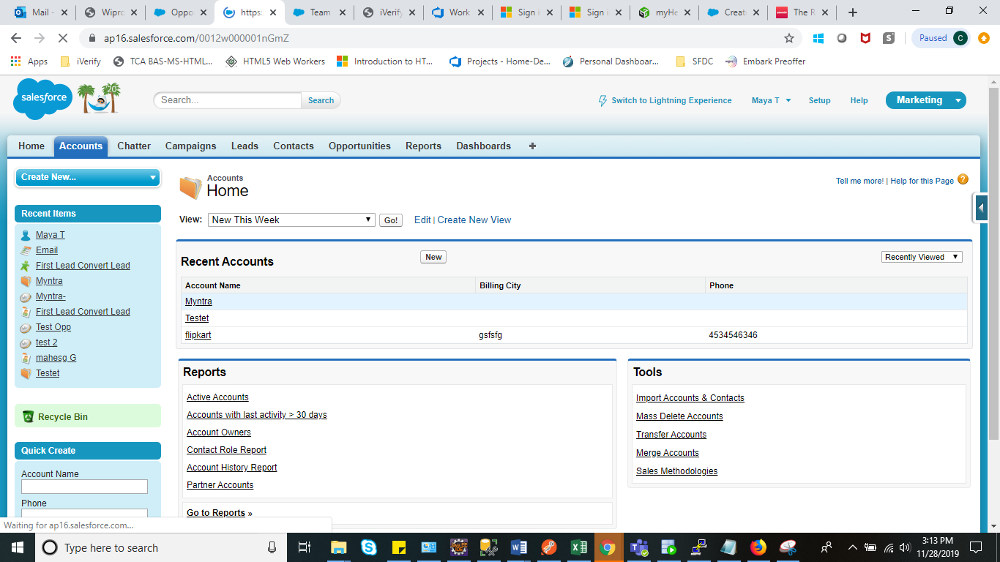 Mail -
Wipro
Oppo
https:
Team
iVerify
Work
Sign i
Sign i
myHe
Create
The R
ap16.salesforce.com/0012w000001nGmZ
Paused
C
Apps
iVerify
TCA BAS-MS-HTML...
HTML5 Web Workers
Introduction to HT...
Projects - Home-De...
Personal Dashboar...
SFDC
Embark Preoffer
salesforce
20
Search...
Search
Switch to Lightning Experience
Maya T
Setup
Help
Marketing
Home
Accounts
Chatter
Campaigns
Leads
Contacts
Opportunities
Reports
Dashboards
+
Create New...
Recent Items
Maya T
Email
First Lead Convert Lead
Myntra
Myntra-
First Lead Convert Lead
Test Opp
test 2
mahesg G
Testet
Recycle Bin
Quick Create
Account Name
Phone
Accounts
Home
Tell me more! | Help for this Page
View: New This Week Go! Edit | Create New View
Recent Accounts
New
Recently Viewed
Account Name Billing City Phone
Myntra
Testet
flipkart gsfsfg 4534546346
Reports
Active Accounts
Accounts with last activity > 30 days
Account Owners
Contact Role Report
Account History Report
Partner Accounts
Go to Reports »
Tools
Import Accounts & Contacts
Mass Delete Accounts
Transfer Accounts
Merge Accounts
Sales Methodologies
Waiting for ap16.salesforce.com...
Type here to search
3:13 PM
11/28/2019